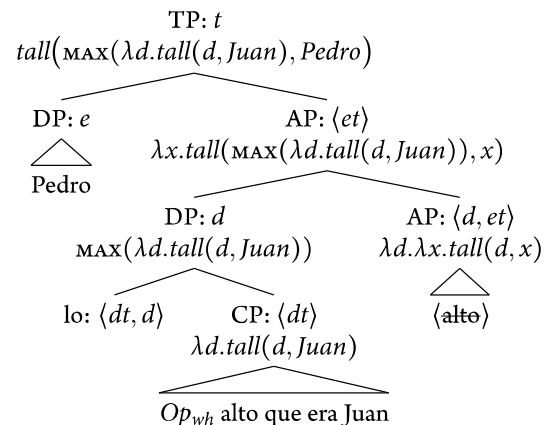 TP: t
tall(MAX(λd.tall(d, Juan), Pedro)
DP: e AP: ⟨et⟩
λx.tall(MAX(λd.tall(d, Juan)), x)
Pedro
DP: d AP: ⟨d, et⟩
MAX(λd.tall(d, Juan)) λd.λx.tall(d, x)
lo: ⟨dt, d⟩ CP: ⟨dt⟩ ⟨alto⟩
λd.tall(d, Juan)
Op_wh alto que era Juan